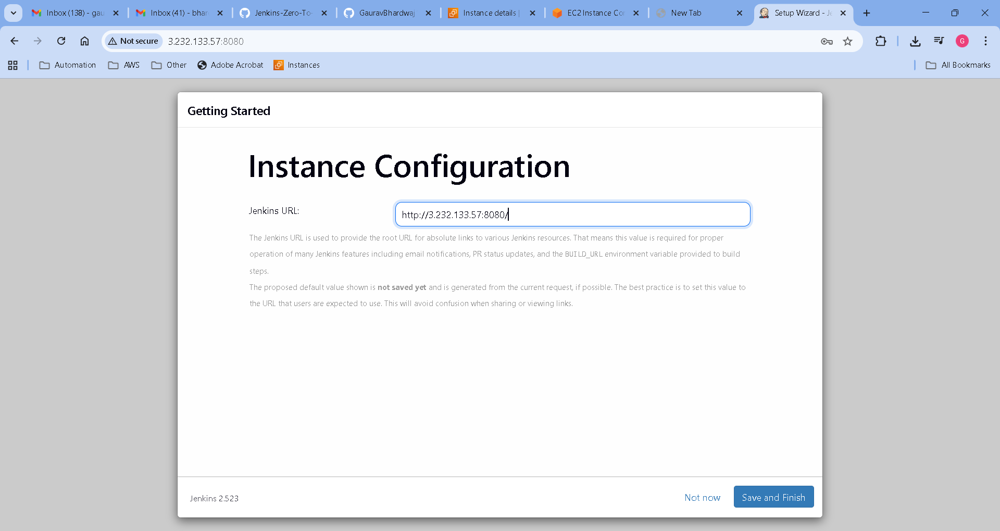 Inbox (138) - gau
Inbox (41) - bhar
Jenkins-Zero-To-
GauravBhardwaj
Instance details |
EC2 Instance Co
New Tab
Setup Wizard - Je
Not secure
3.232.133.57:8080
G
Automation
AWS
Other
Adobe Acrobat
Instances
All Bookmarks
Getting Started
Instance Configuration
Jenkins URL:
http://3.232.133.57:8080/
The Jenkins URL is used to provide the root URL for absolute links to various Jenkins resources. That means this value is required for proper
operation of many Jenkins features including email notifications, PR status updates, and the BUILD_URL environment variable provided to build
steps.
The proposed default value shown is not saved yet and is generated from the current request, if possible. The best practice is to set this value to
the URL that users are expected to use. This will avoid confusion when sharing or viewing links.
Jenkins 2.523
Not now
Save and Finish